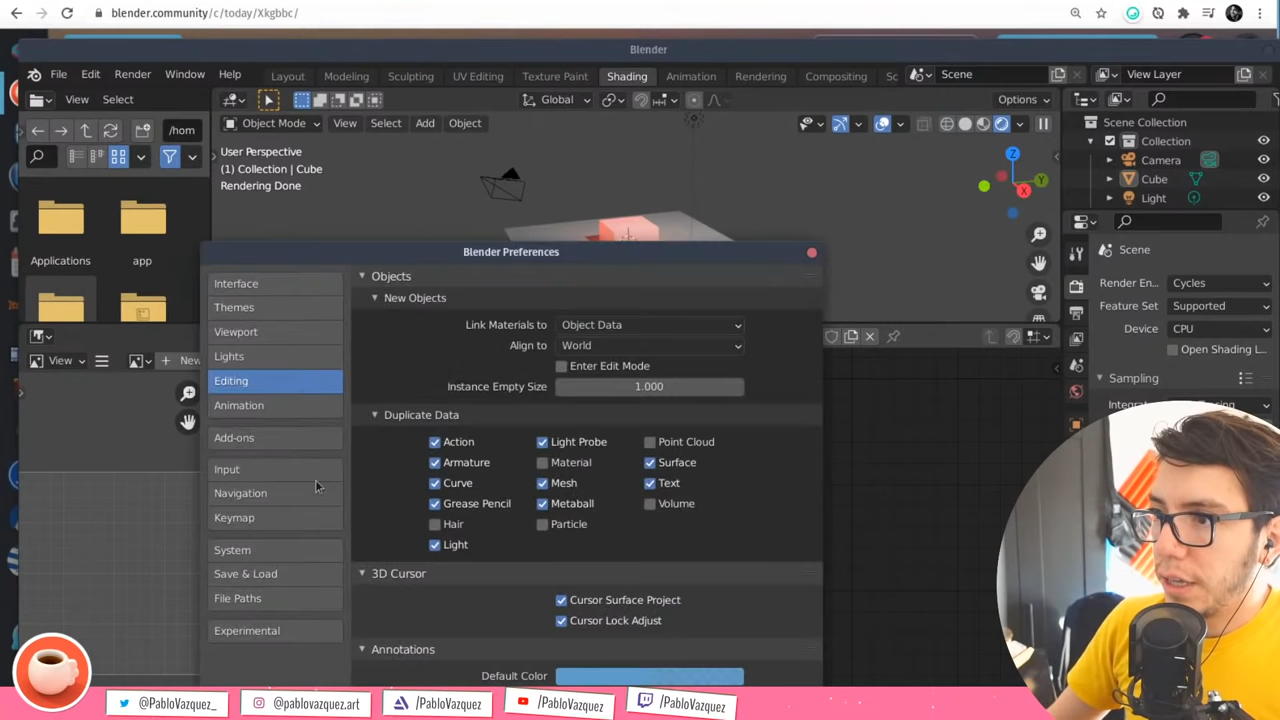 blender.community/c/today/Xkgbbc/
Blender
File Edit Render Window Help
Layout Modeling Sculpting UV Editing Texture Paint Shading Animation Rendering Compositing Sc
Scene
View Layer
View Select
Global
Options
Object Mode View Select Add Object
Scene Collection
Collection
Camera
Cube
Light
/hom
User Perspective
(1) Collection | Cube
Rendering Done
Applications
app
View
New
Scene
Render En... Cycles
Feature Set Supported
Device CPU
Open Shading L...
Sampling
Integrat
Blender Preferences
Interface
Themes
Viewport
Lights
Editing
Animation
Add-ons
Input
Navigation
Keymap
System
Save & Load
File Paths
Experimental
Objects
New Objects
Link Materials to Object Data
Align to World
Enter Edit Mode
Instance Empty Size 1.000
Duplicate Data
Action Light Probe Point Cloud
Armature Material Surface
Curve Mesh Text
Grease Pencil Metaball Volume
Hair Particle
Light
3D Cursor
Cursor Surface Project
Cursor Lock Adjust
Annotations
Default Color
@PabloVazquez_
@pablovazquez.art
/PabloVazquez
/PabloVazquez
/PabloVazquez